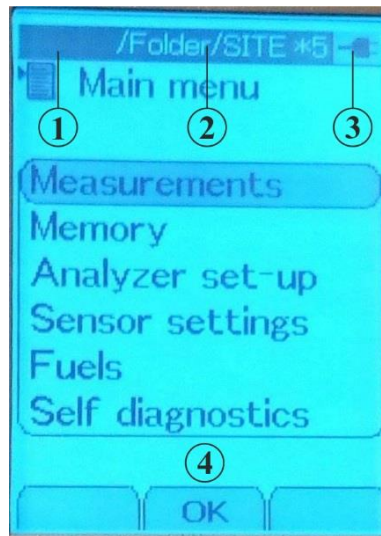 /Folder/SITE *5
Main menu
1 2 3
Measurements
Memory
Analyzer set-up
Sensor settings
Fuels
Self diagnostics
4
OK